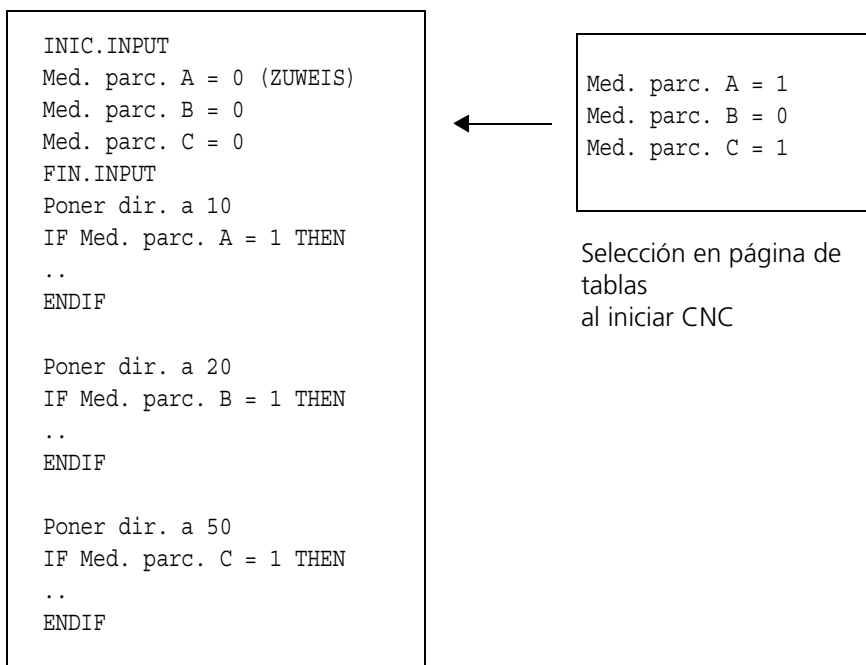 INIC.INPUT
Med. parc. A = 0 (ZUWEIS)
Med. parc. B = 0
Med. parc. C = 0
FIN.INPUT
Poner dir. a 10
IF Med. parc. A = 1 THEN
..
ENDIF
Poner dir. a 20
IF Med. parc. B = 1 THEN
..
ENDIF
Poner dir. a 50
IF Med. parc. C = 1 THEN
..
ENDIF
Med. parc. A = 1
Med. parc. B = 0
Med. parc. C = 1
Selección en página de
tablas
al iniciar CNC